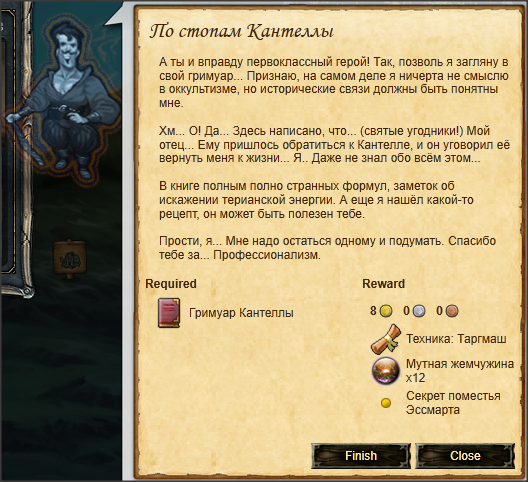 По стопам Кантеллы
А ты и вправду первоклассный герой! Так, позволь я загляну в
свой гримуар... Признаю, на самом деле я ничерта не смыслю
в оккультизме, но исторические связи должны быть понятны
мне.
Хм... О! Да... Здесь написано, что... (святые угодники!) Мой
отец... Ему пришлось обратиться к Кантелле, и он уговорил её
вернуть меня к жизни... Я.. Даже не знал обо всём этом...
В книге полным полно странных формул, заметок об
искажении терианской энергии. А еще я нашёл какой-то
рецепт, он может быть полезен тебе.
Прости, я... Мне надо остаться одному и подумать. Спасибо
тебе за... Профессионализм.
Required
Гримуар Кантеллы
Reward
8 0 0
Техника: Таргмаш
Мутная жемчужина
x12
Секрет поместья
Эссмарта
Finish Close